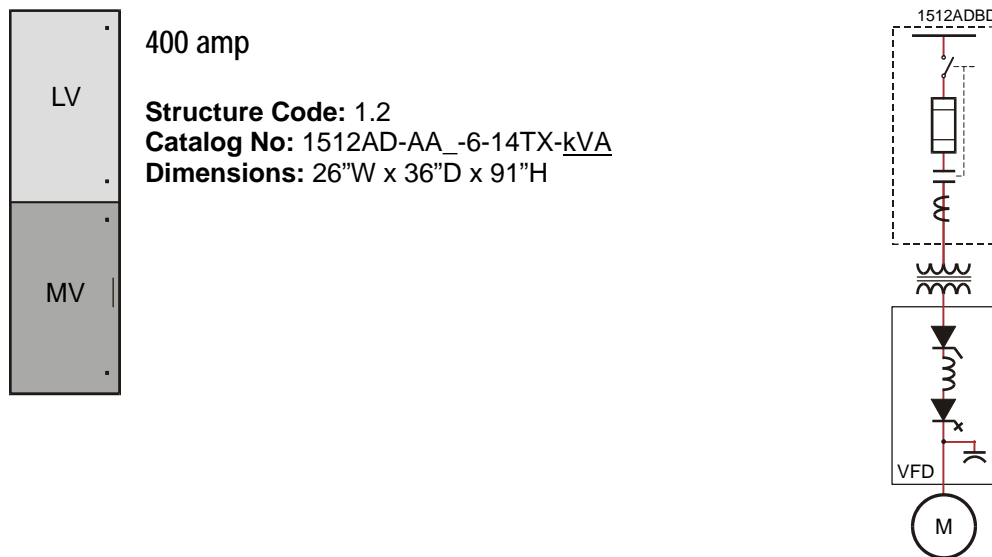 LV
MV
400 amp
Structure Code: 1.2
Catalog No: 1512AD-AA_-6-14TX-kVA
Dimensions: 26”W x 36”D x 91”H
1512ADBD
VFD
M